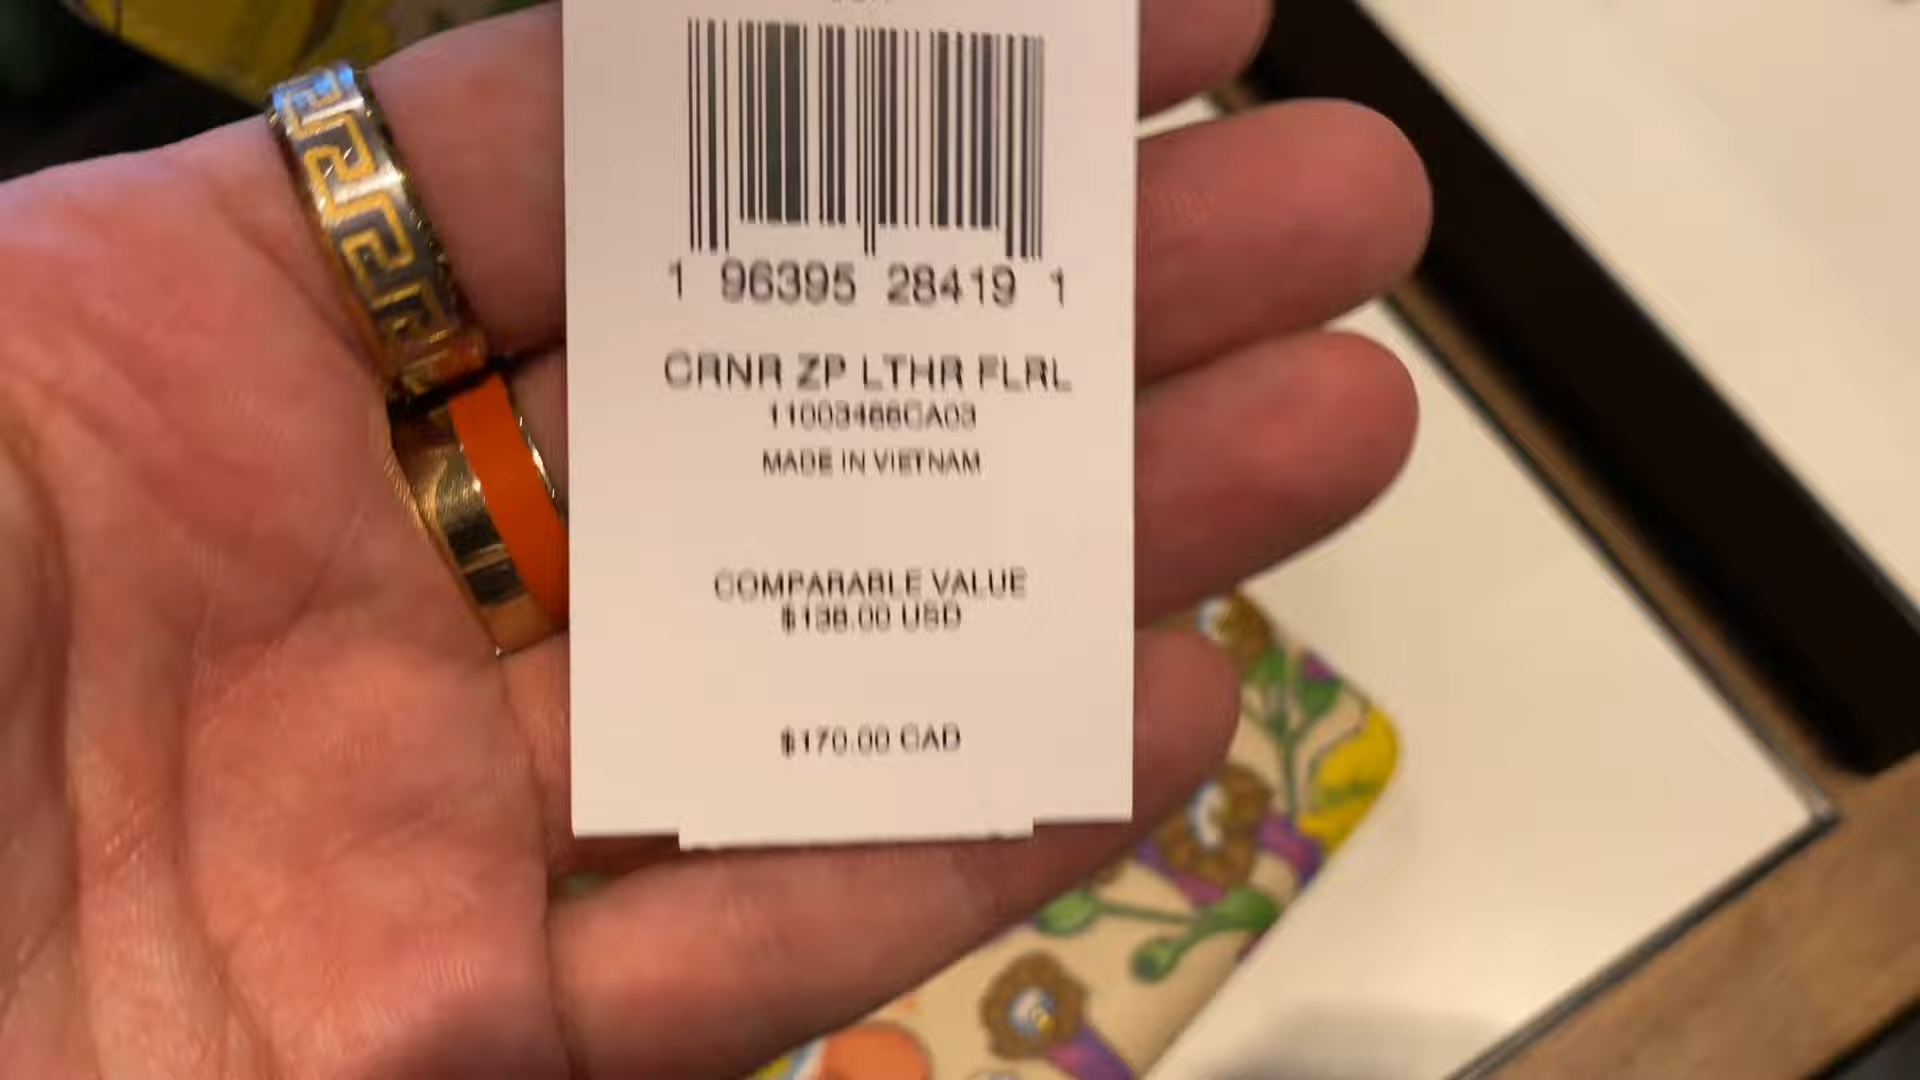 1 96395 28419 1
CRNR ZP LTHR FLRL
11003466CA03
MADE IN VIETNAM
COMPARABLE VALUE
$138.00 USD
$170.00 CAD